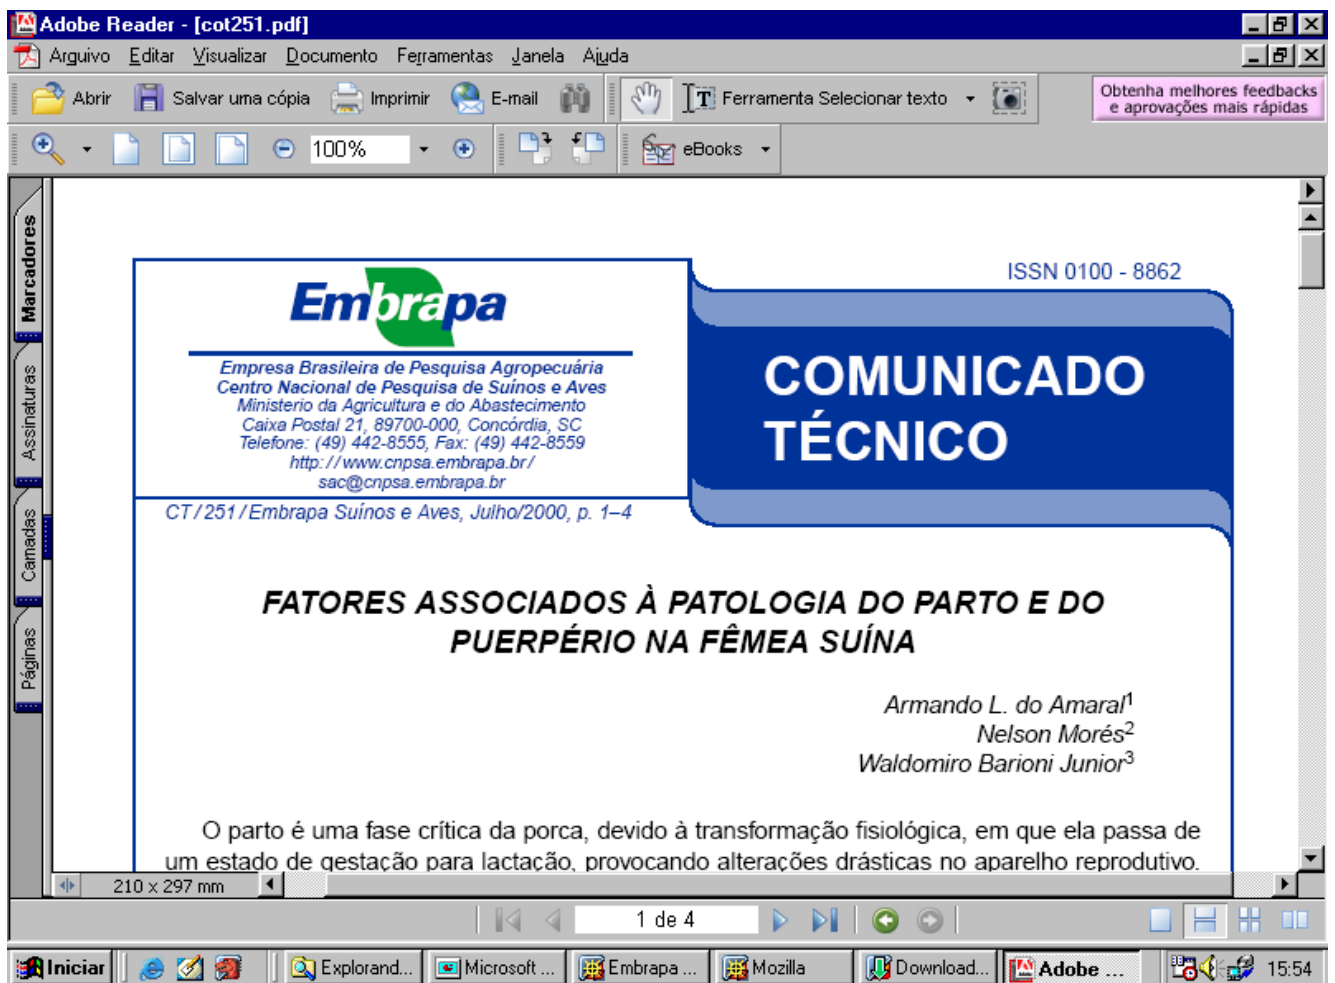 Adobe Reader - [cot251.pdf]
Arquivo Editar Visualizar Documento Ferramentas Janela Ajuda
Abrir Salvar uma cópia Imprimir E-mail Ferramenta Selecionar texto
Obtenha melhores feedbacks
e aprovações mais rápidas
100% eBooks
Marcadores
Assinaturas
Camadas
Páginas
ISSN 0100 - 8862
Embrapa
Empresa Brasileira de Pesquisa Agropecuária
Centro Nacional de Pesquisa de Suínos e Aves
Ministerio da Agricultura e do Abastecimento
Caixa Postal 21, 89700-000, Concórdia, SC
Telefone: (49) 442-8555, Fax: (49) 442-8559
http://www.cnpsa.embrapa.br/
sac@cnpsa.embrapa.br
COMUNICADO
TÉCNICO
CT/251/Embrapa Suínos e Aves, Julho/2000, p. 1–4
FATORES ASSOCIADOS À PATOLOGIA DO PARTO E DO
PUERPÉRIO NA FÊMEA SUÍNA
Armando L. do Amaral1
Nelson Morés2
Waldomiro Barioni Junior3
O parto é uma fase crítica da porca, devido à transformação fisiológica, em que ela passa de
um estado de gestação para lactação, provocando alterações drásticas no aparelho reprodutivo.
210 x 297 mm
1 de 4
Iniciar Explorand... Microsoft ... Embrapa ... Mozilla Download... Adobe ... 15:54